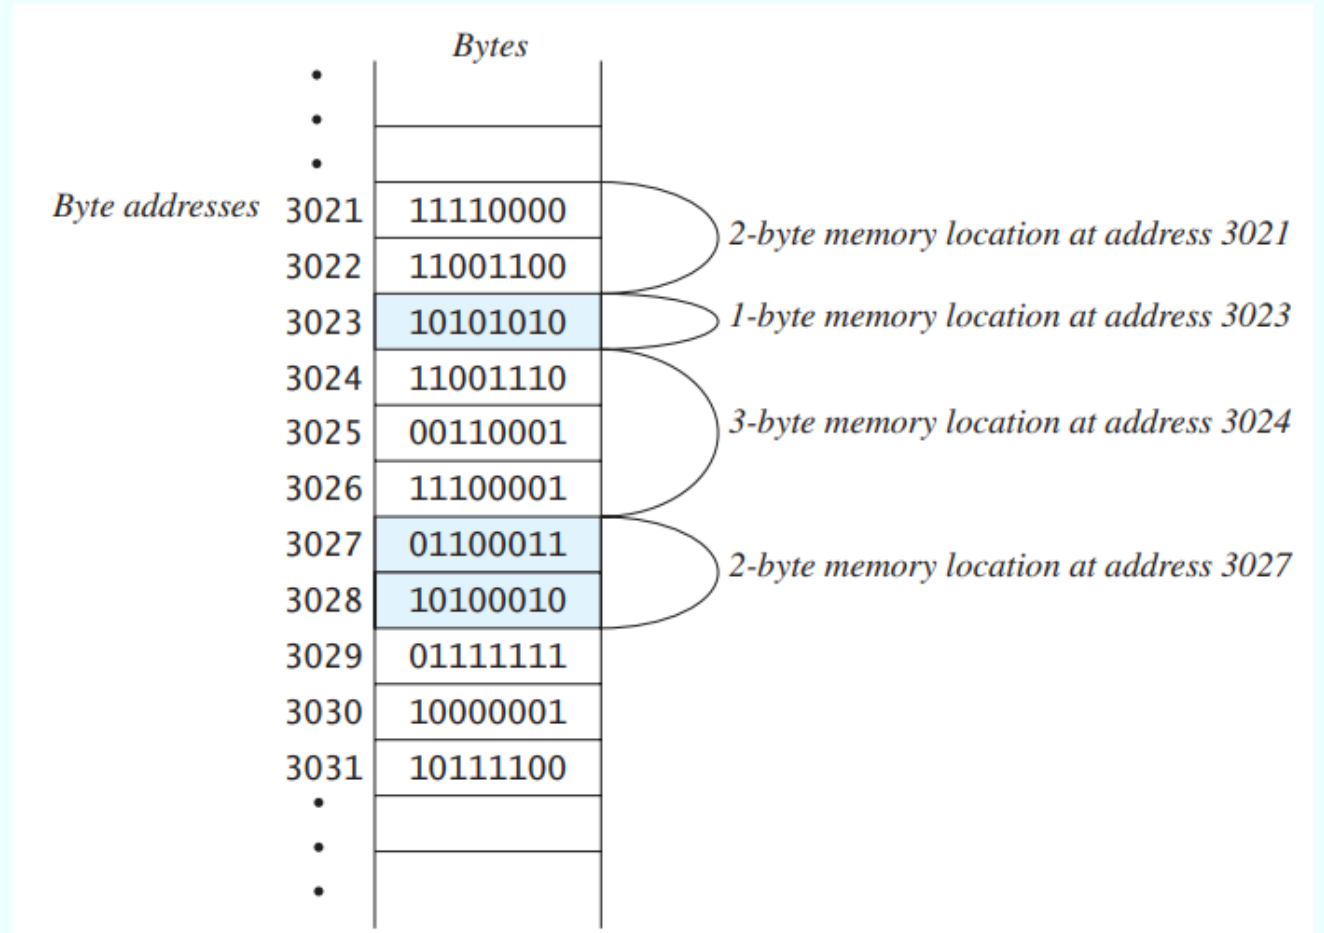 Bytes
Byte addresses 3021 11110000
2-byte memory location at address 3021
3022 11001100
3023 10101010 1-byte memory location at address 3023
3024 11001110
3025 00110001 3-byte memory location at address 3024
3026 11100001
3027 01100011
2-byte memory location at address 3027
3028 10100010
3029 01111111
3030 10000001
3031 10111100